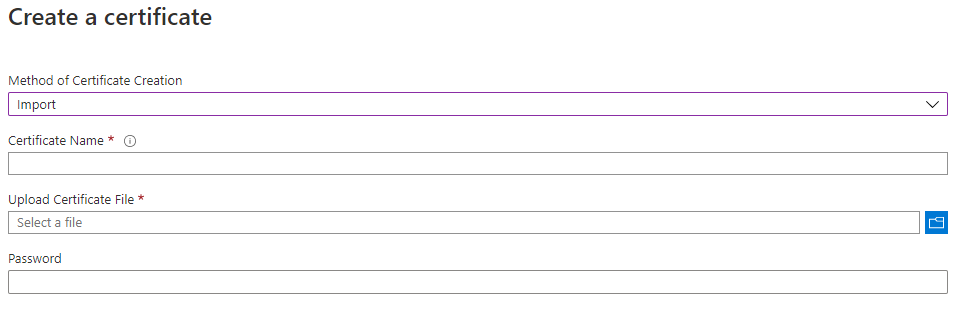 Create a certificate
Method of Certificate Creation
Import
Certificate Name *
Upload Certificate File *
Select a file
Password